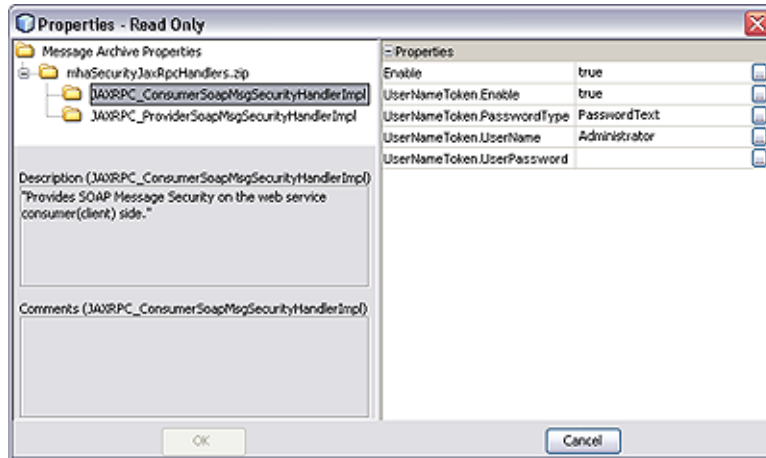 Properties - Read Only
Message Archive Properties
mhaSecurityJaxRpcHandlers.zip
JAXRPC_ConsumerSoapMsgSecurityHandlerImpl
JAXRPC_ProviderSoapMsgSecurityHandlerImpl
Description (JAXRPC_ConsumerSoapMsgSecurityHandlerImpl)
"Provides SOAP Message Security on the web service
consumer(client) side."
Comments (JAXRPC_ConsumerSoapMsgSecurityHandlerImpl)
Properties
Enable true ...
UserNameToken.Enable true ...
UserNameToken.PasswordType PasswordText ...
UserNameToken.UserName Administrator ...
UserNameToken.UserPassword ...
OK Cancel